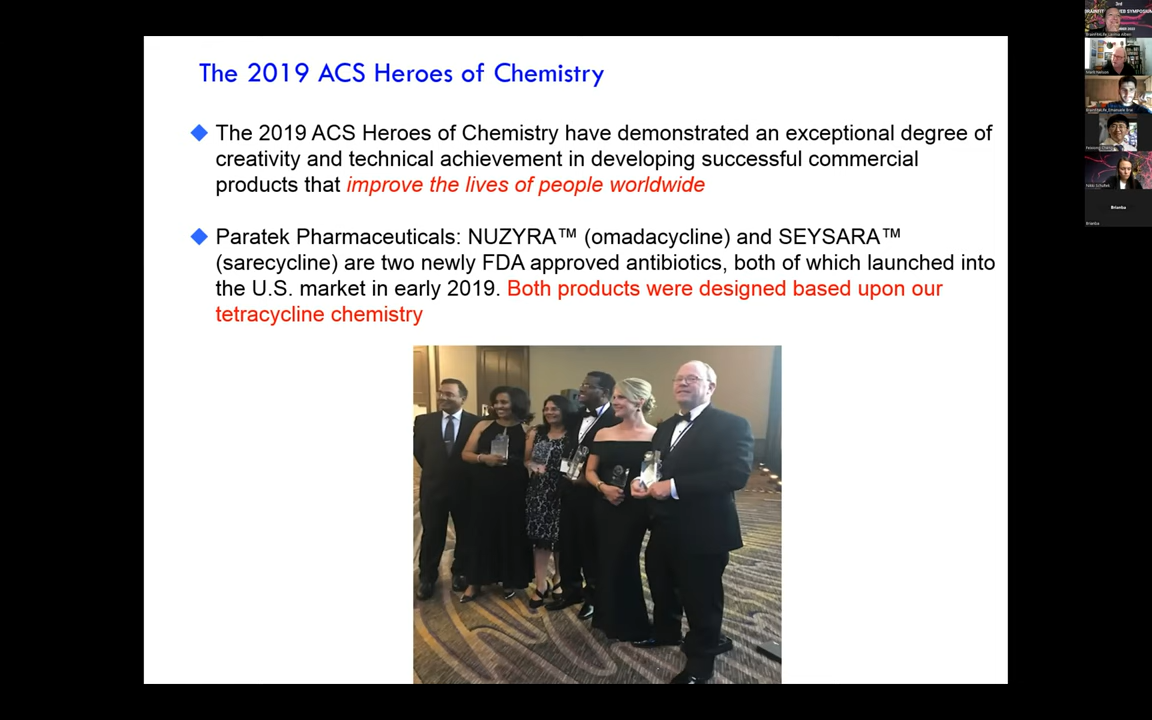 The 2019 ACS Heroes of Chemistry
The 2019 ACS Heroes of Chemistry have demonstrated an exceptional degree of
creativity and technical achievement in developing successful commercial
products that improve the lives of people worldwide
Paratek Pharmaceuticals: NUZYRA™ (omadacycline) and SEYSARA™
(sarecycline) are two newly FDA approved antibiotics, both of which launched into
the U.S. market in early 2019. Both products were designed based upon our
tetracycline chemistry
3rd
Brianba
Brianba